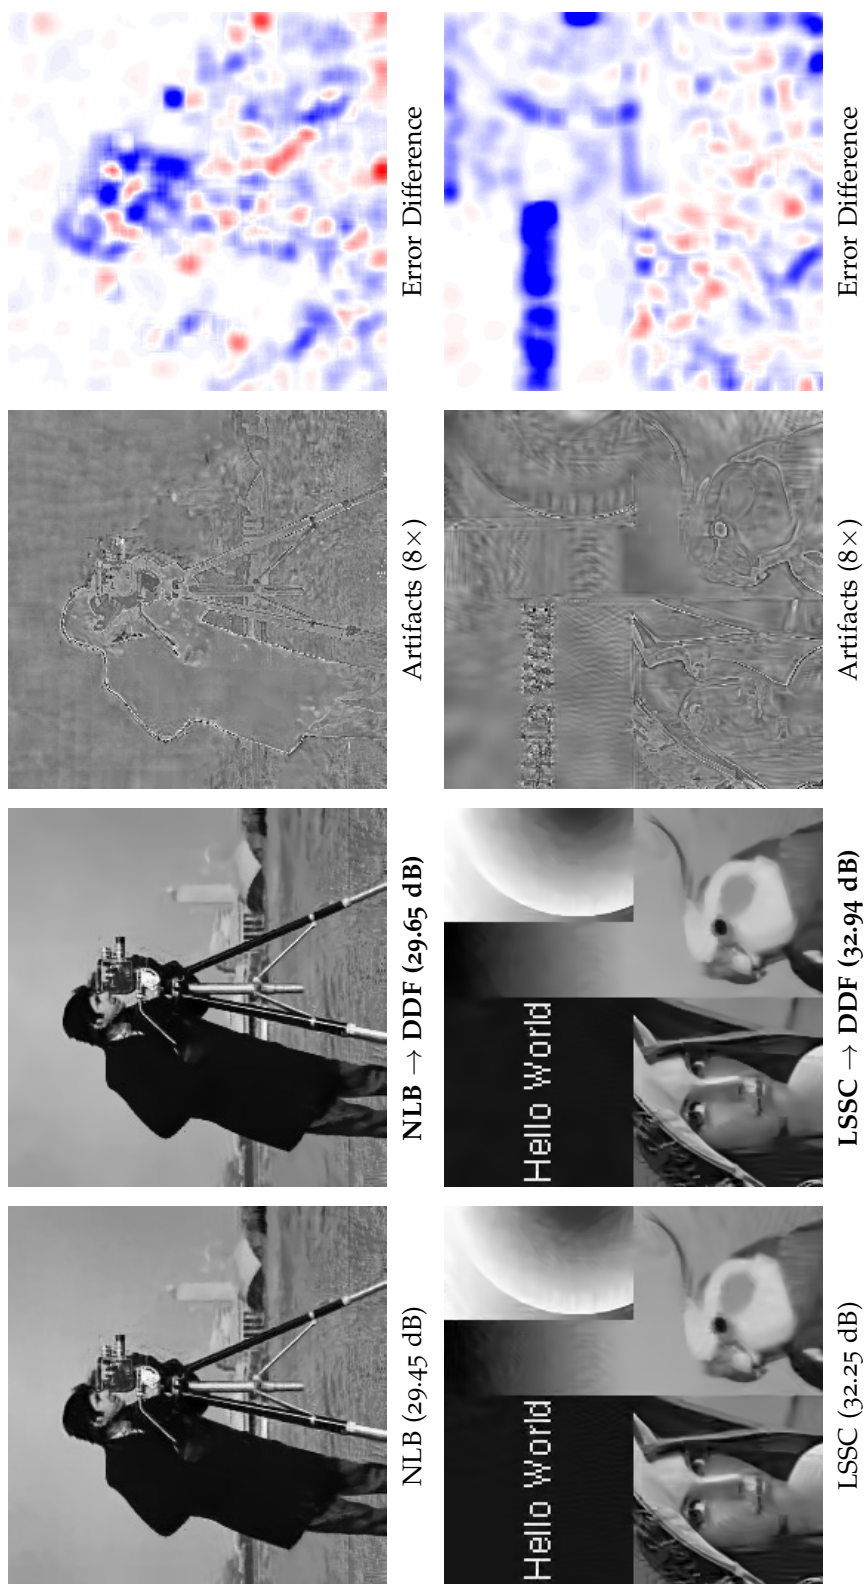 Hello World
Hello World
NLB (29.45 dB)
NLB → DDF (29.65 dB)
Artifacts (8×)
Error Difference
LSSC (32.25 dB)
LSSC → DDF (32.94 dB)
Artifacts (8×)
Error Difference